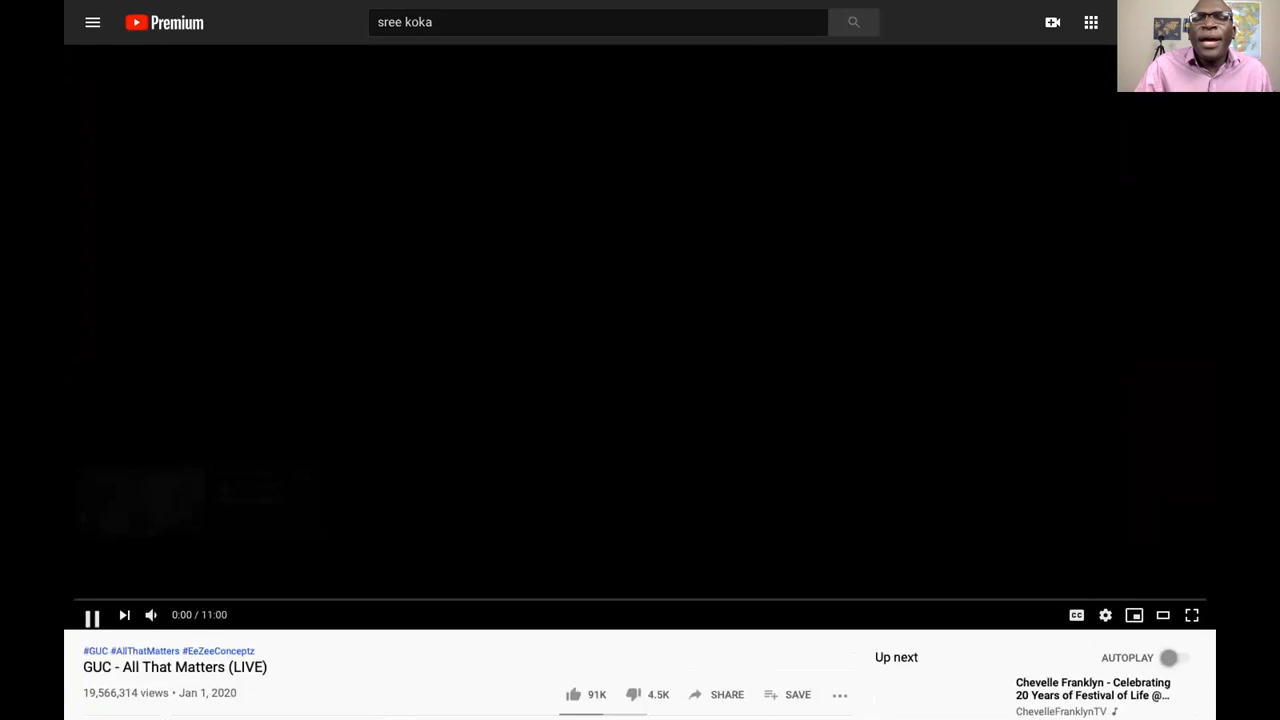 Premium
sree koka
0:00 / 11:00
CC
#GUC #AllThatMatters #EeZeeConceptz
GUC - All That Matters (LIVE)
19,566,314 views • Jan 1, 2020
91K
4.5K
SHARE
SAVE
Up next
AUTOPLAY
Chevelle Franklyn - Celebrating
20 Years of Festival of Life @...
ChevelleFranklynTV